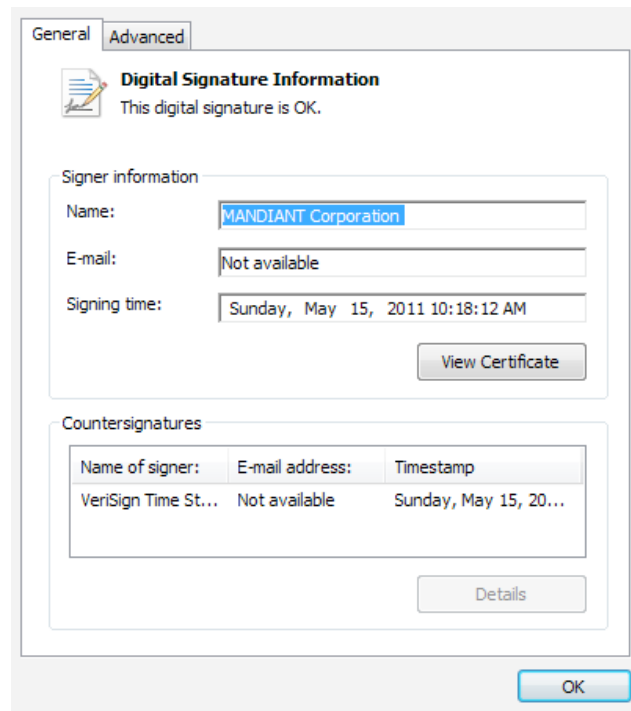 General Advanced
Digital Signature Information
This digital signature is OK.
Signer information
Name: MANDIANT Corporation
E-mail: Not available
Signing time: Sunday, May 15, 2011 10:18:12 AM
View Certificate
Countersignatures
Name of signer: E-mail address: Timestamp
VeriSign Time St... Not available Sunday, May 15, 20...
Details
OK